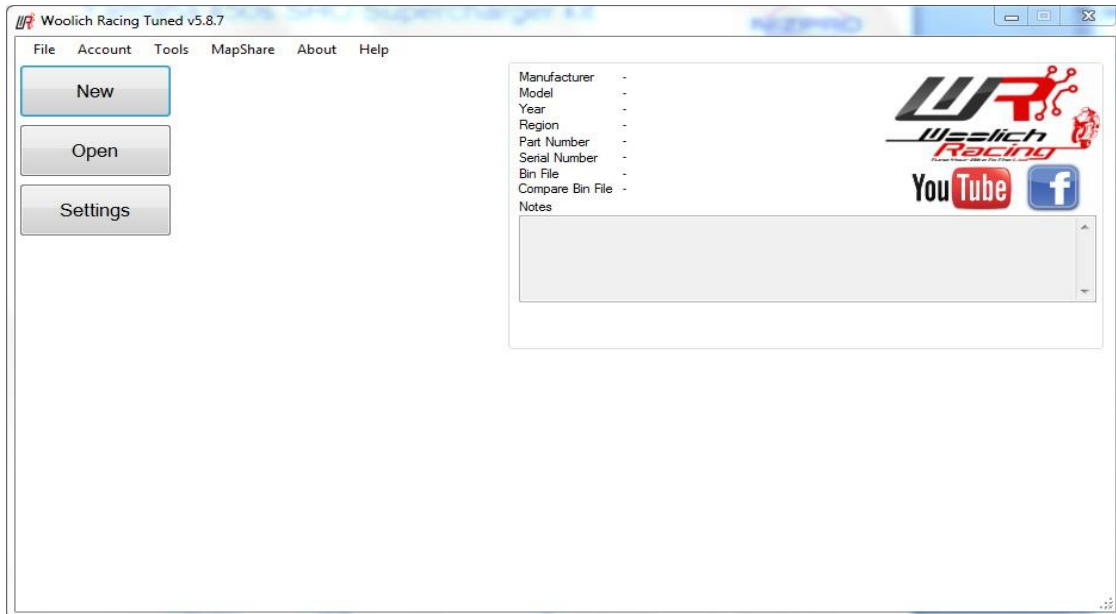 Woolich Racing Tuned v5.8.7
File Account Tools MapShare About Help
New
Open
Settings
Manufacturer -
Model -
Year -
Region -
Part Number -
Serial Number -
Bin File -
Compare Bin File -
Notes
WR
Woolich
Racing
You Tube
f